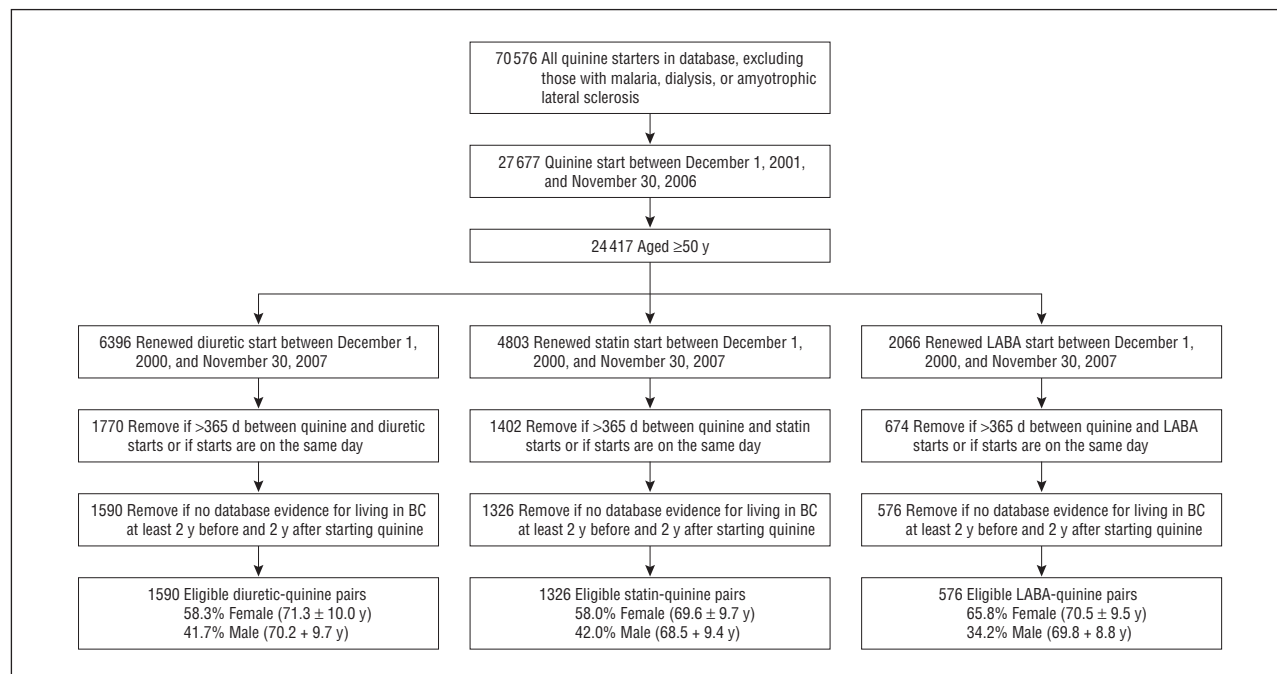 70 576 All quinine starters in database, excluding
those with malaria, dialysis, or amyotrophic
lateral sclerosis
27 677 Quinine start between December 1, 2001,
and November 30, 2006
24 417 Aged ≥50 y
6396 Renewed diuretic start between December 1,
2000, and November 30, 2007
1770 Remove if >365 d between quinine and diuretic
starts or if starts are on the same day
1590 Remove if no database evidence for living in BC
at least 2 y before and 2 y after starting quinine
1590 Eligible diuretic-quinine pairs
58.3% Female (71.3 ± 10.0 y)
41.7% Male (70.2 + 9.7 y)
4803 Renewed statin start between December 1,
2000, and November 30, 2007
1402 Remove if >365 d between quinine and statin
starts or if starts are on the same day
1326 Remove if no database evidence for living in BC
at least 2 y before and 2 y after starting quinine
1326 Eligible statin-quinine pairs
58.0% Female (69.6 ± 9.7 y)
42.0% Male (68.5 + 9.4 y)
2066 Renewed LABA start between December 1,
2000, and November 30, 2007
674 Remove if >365 d between quinine and LABA
starts or if starts are on the same day
576 Remove if no database evidence for living in BC
at least 2 y before and 2 y after starting quinine
576 Eligible LABA-quinine pairs
65.8% Female (70.5 ± 9.5 y)
34.2% Male (69.8 + 8.8 y)